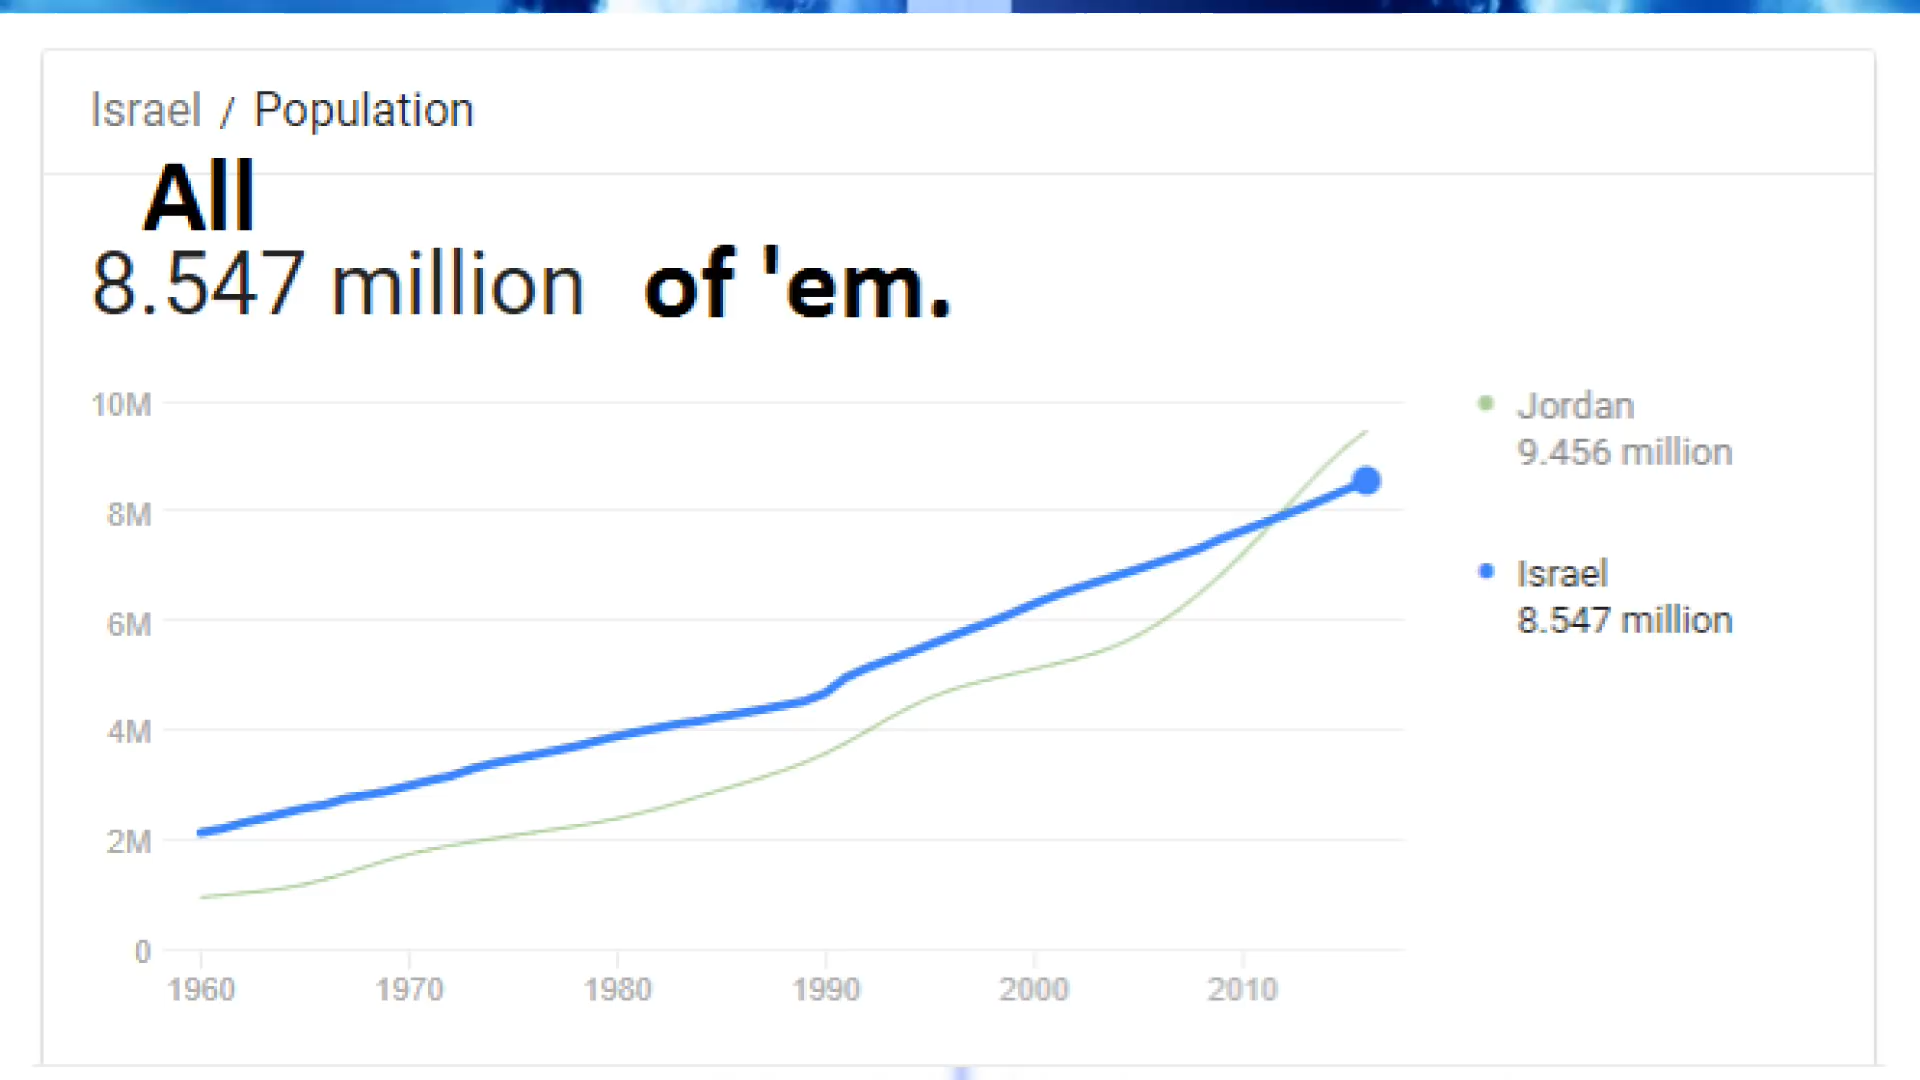 Israel / Population
All
8.547 million of 'em.
10M
8M
6M
4M
2M
0
1960 1970 1980 1990 2000 2010
Jordan
9.456 million
Israel
8.547 million